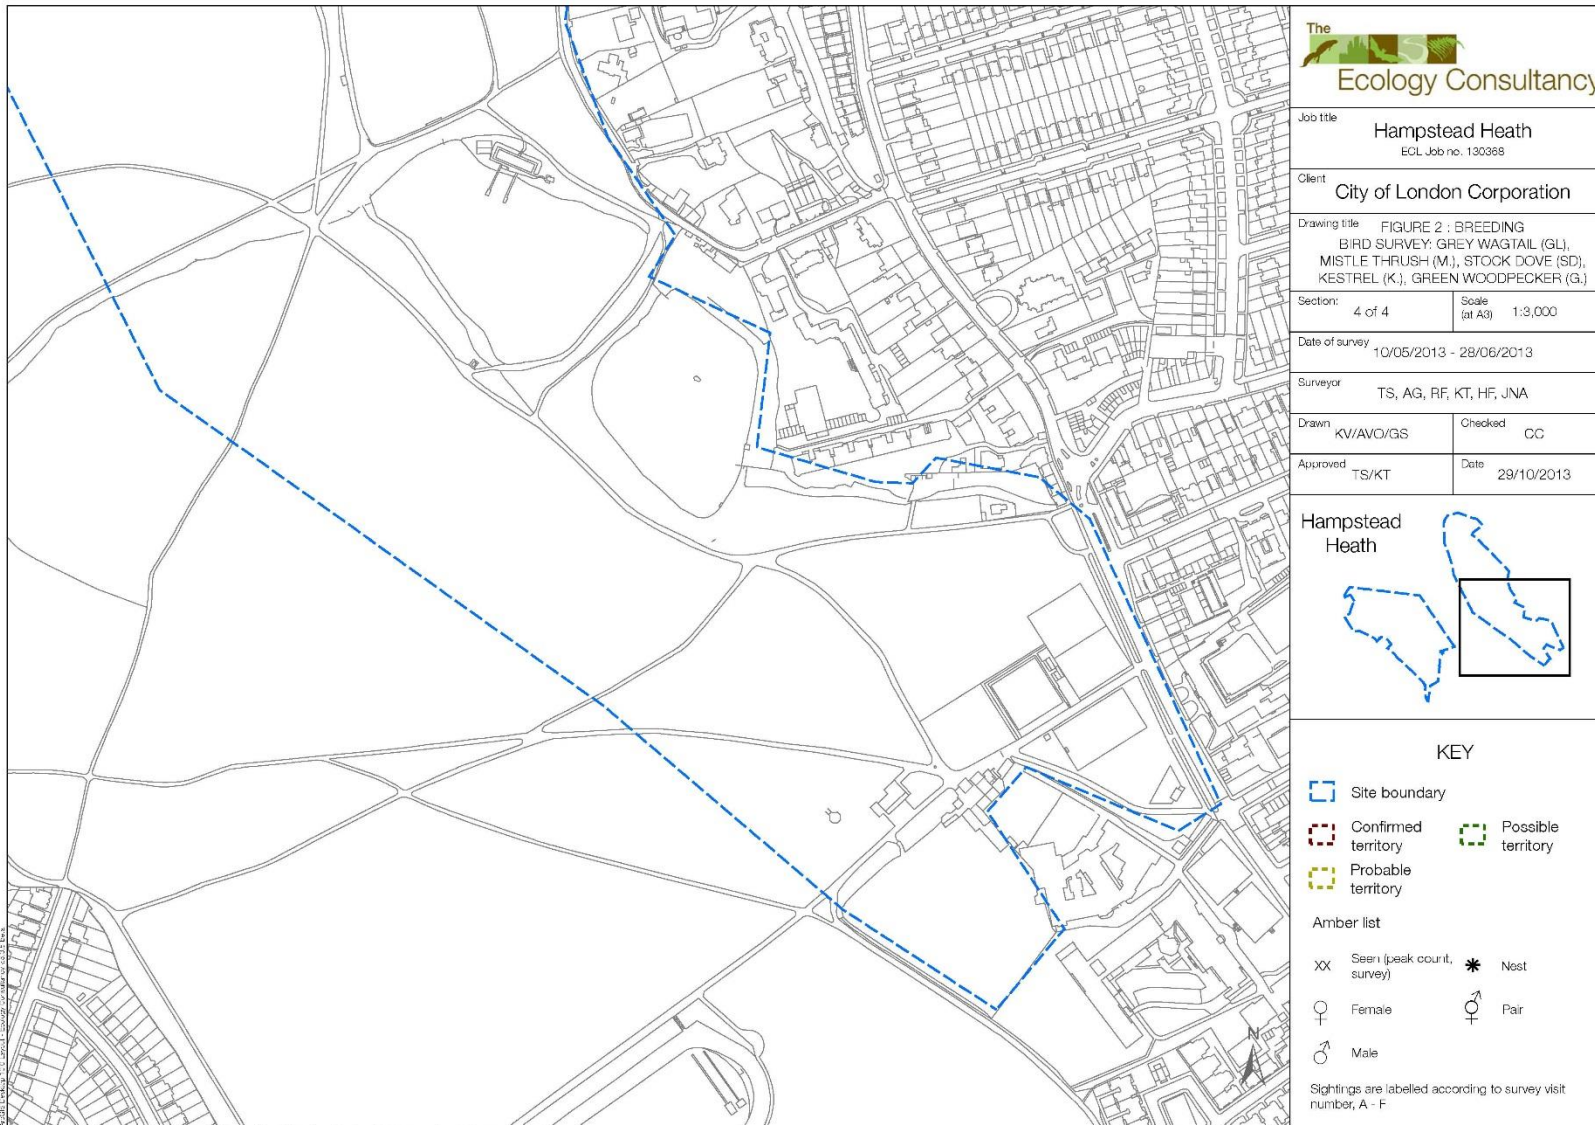 The
Ecology Consultancy
Job title
Hampstead Heath
ECL Job no. 130368
Client
City of London Corporation
Drawing title
FIGURE 2 : BREEDING
BIRD SURVEY: GREY WAGTAIL (GL),
MISTLE THRUSH (M.), STOCK DOVE (SD),
KESTREL (K.), GREEN WOODPECKER (G.)
Section:
4 of 4
Scale
(at A3)
1:3,000
Date of survey
10/05/2013 - 28/06/2013
Surveyor
TS, AG, RF, KT, HF, JNA
Drawn
KV/AVO/GS
Checked
CC
Approved
TS/KT
Date
29/10/2013
Hampstead
Heath
KEY
Site boundary
Confirmed
territory
Possible
territory
Probable
territory
Amber list
XX
Seen (peak count,
survey)
Nest
Female
Pair
Male
Sightings are labelled according to survey visit
number, A - F
N